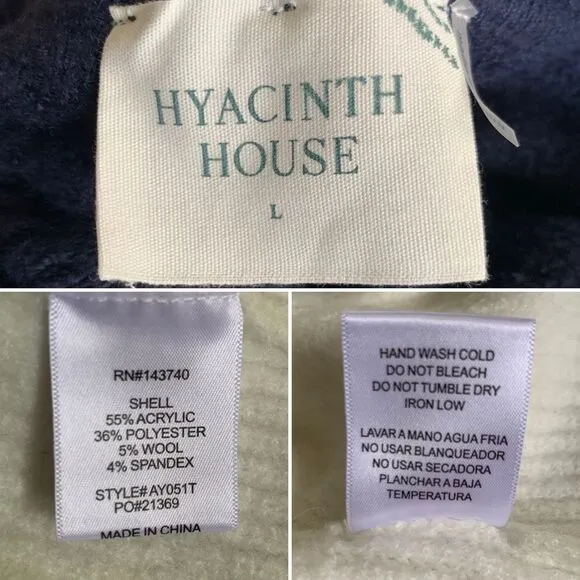 HYACINTH
HOUSE
L
RN#143740
SHELL
55% ACRYLIC
36% POLYESTER
5% WOOL
4% SPANDEX
STYLE# AY051T
PO#21369
MADE IN CHINA
HAND WASH COLD
DO NOT BLEACH
DO NOT TUMBLE DRY
IRON LOW
LAVAR A MANO AGUA FRIA
NO USAR BLANQUEADOR
NO USAR SECADORA
PLANCHAR A BAJA
TEMPERATURA